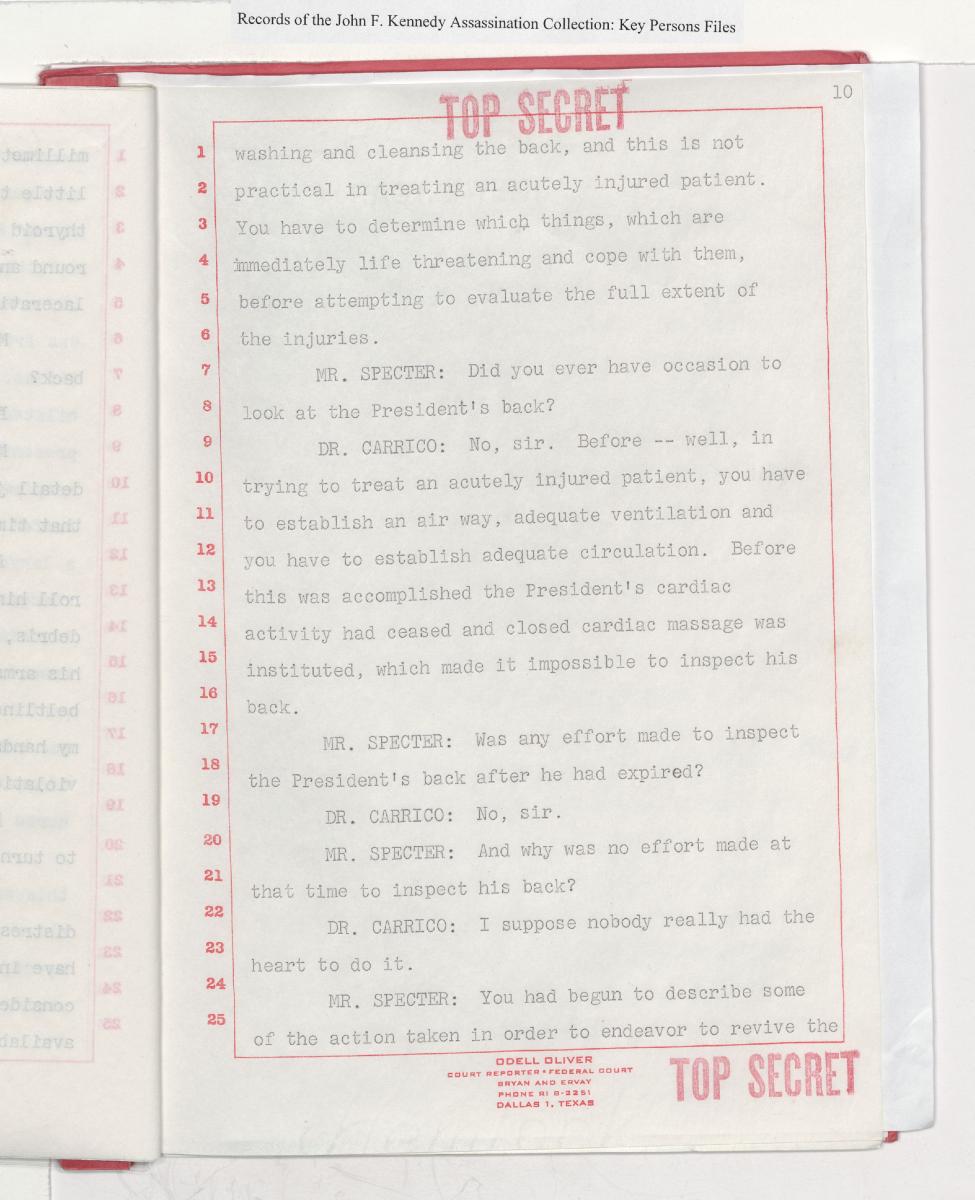 Records of the John F. Kennedy Assassination Collection: Key Persons Files
10
TOP SECRET
1 washing and cleansing the back, and this is not
2 practical in treating an acutely injured patient.
3 You have to determine which things, which are
4 immediately life threatening and cope with them,
5 before attempting to evaluate the full extent of
6 the injuries.
7 MR. SPECTER: Did you ever have occasion to
8 look at the President's back?
9 DR. CARRICO: No, sir. Before -- well, in
10 trying to treat an acutely injured patient, you have
11 to establish an air way, adequate ventilation and
12 you have to establish adequate circulation. Before
13 this was accomplished the President's cardiac
14 activity had ceased and closed cardiac massage was
15 instituted, which made it impossible to inspect his
16 back.
17 MR. SPECTER: Was any effort made to inspect
18 the President's back after he had expired?
19 DR. CARRICO: No, sir.
20 MR. SPECTER: And why was no effort made at
21 that time to inspect his back?
22 DR. CARRICO: I suppose nobody really had the
23 heart to do it.
24 MR. SPECTER: You had begun to describe some
25 of the action taken in order to endeavor to revive the
ODELL OLIVER
COURT REPORTER • FEDERAL COURT
BRYAN AND ERVAY
PHONE RI 8-2251
DALLAS 1, TEXAS
TOP SECRET